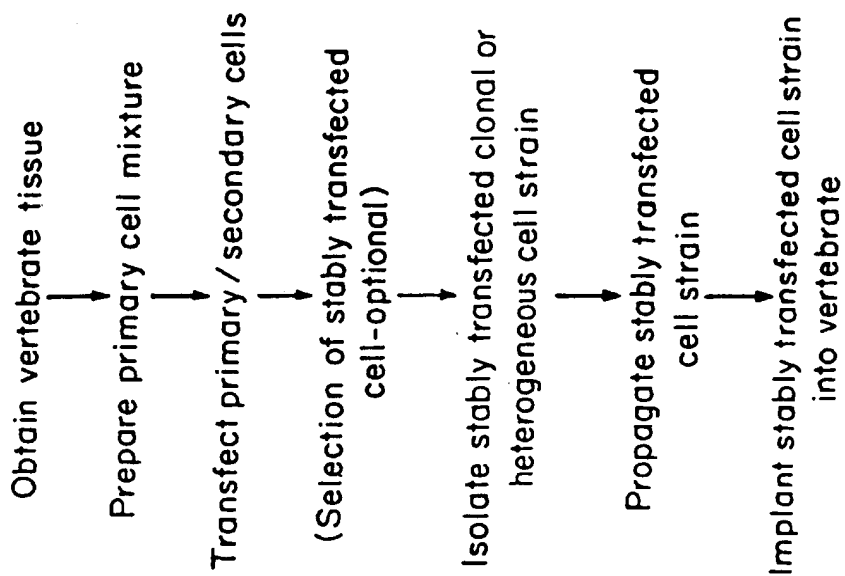 Obtain vertebrate tissue
Prepare primary cell mixture
Transfect primary/secondary cells
(Selection of stably transfected
cell-optional)
Isolate stably transfected clonal or
heterogeneous cell strain
Propagate stably transfected
cell strain
Implant stably transfected cell strain
into vertebrate